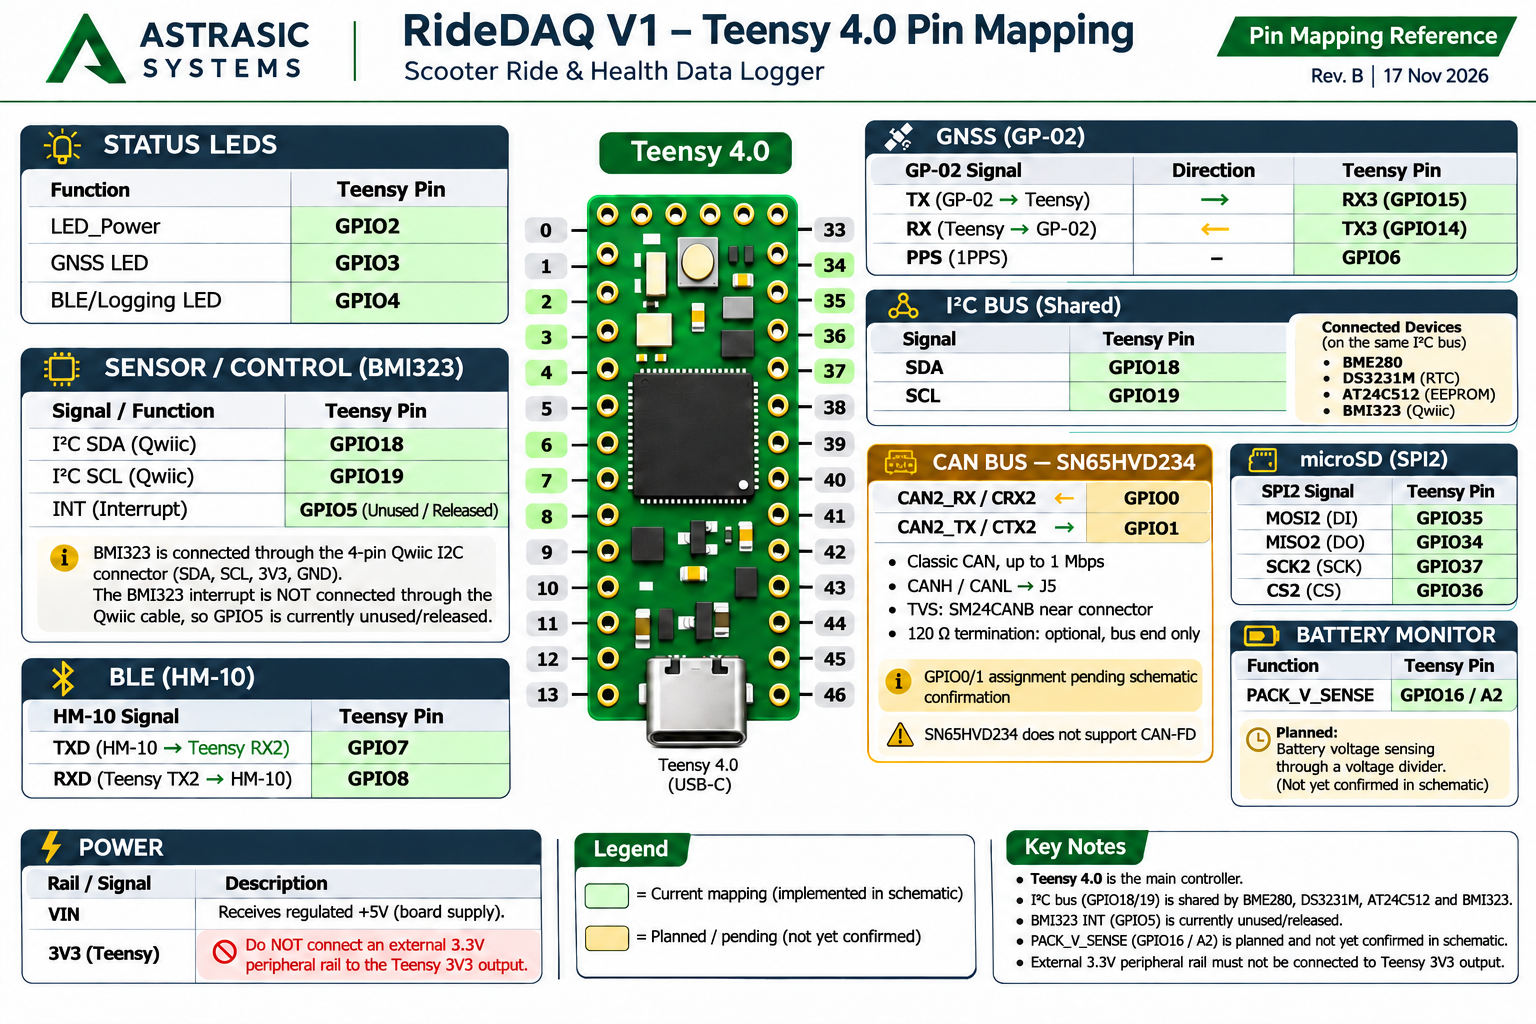 ASTRASIC
SYSTEMS
RideDAQ V1 – Teensy 4.0 Pin Mapping
Scooter Ride & Health Data Logger
Pin Mapping Reference
Rev. B | 17 Nov 2026
STATUS LEDS
Function Teensy Pin
LED_Power GPIO2
GNSS LED GPIO3
BLE/Logging LED GPIO4
SENSOR / CONTROL (BMI323)
Signal / Function Teensy Pin
I²C SDA (Qwiic) GPIO18
I²C SCL (Qwiic) GPIO19
INT (Interrupt) GPIO5 (Unused / Released)
BMI323 is connected through the 4-pin Qwiic I2C
connector (SDA, SCL, 3V3, GND).
The BMI323 interrupt is NOT connected through the
Qwiic cable, so GPIO5 is currently unused/released.
BLE (HM-10)
HM-10 Signal Teensy Pin
TXD (HM-10 → Teensy RX2) GPIO7
RXD (Teensy TX2 → HM-10) GPIO8
Teensy 4.0
0 33
1 34
2 35
3 36
4 37
5 38
6 39
7 40
8 41
9 42
10 43
11 44
12 45
13 46
Teensy 4.0
(USB-C)
GNSS (GP-02)
GP-02 Signal Direction Teensy Pin
TX (GP-02 → Teensy) → RX3 (GPIO15)
RX (Teensy → GP-02) ← TX3 (GPIO14)
PPS (1PPS) – GPIO6
I²C BUS (Shared)
Signal Teensy Pin
SDA GPIO18
SCL GPIO19
Connected Devices
(on the same I²C bus)
• BME280
• DS3231M (RTC)
• AT24C512 (EEPROM)
• BMI323 (Qwiic)
CAN BUS — SN65HVD234
CAN2_RX / CRX2 ← GPIO0
CAN2_TX / CTX2 → GPIO1
• Classic CAN, up to 1 Mbps
• CANH / CANL → J5
• TVS: SM24CANB near connector
• 120 Ω termination: optional, bus end only
GPIO0/1 assignment pending schematic
confirmation
SN65HVD234 does not support CAN-FD
microSD (SPI2)
SPI2 Signal Teensy Pin
MOSI2 (DI) GPIO35
MISO2 (DO) GPIO34
SCK2 (SCK) GPIO37
CS2 (CS) GPIO36
BATTERY MONITOR
Function Teensy Pin
PACK_V_SENSE GPIO16 / A2
Planned:
Battery voltage sensing
through a voltage divider.
(Not yet confirmed in schematic)
POWER
Rail / Signal Description
VIN Receives regulated +5V (board supply).
3V3 (Teensy) Do NOT connect an external 3.3V
peripheral rail to the Teensy 3V3 output.
Legend
= Current mapping (implemented in schematic)
= Planned / pending (not yet confirmed)
Key Notes
• Teensy 4.0 is the main controller.
• I²C bus (GPIO18/19) is shared by BME280, DS3231M, AT24C512 and BMI323.
• BMI323 INT (GPIO5) is currently unused/released.
• PACK_V_SENSE (GPIO16 / A2) is planned and not yet confirmed in schematic.
• External 3.3V peripheral rail must not be connected to Teensy 3V3 output.